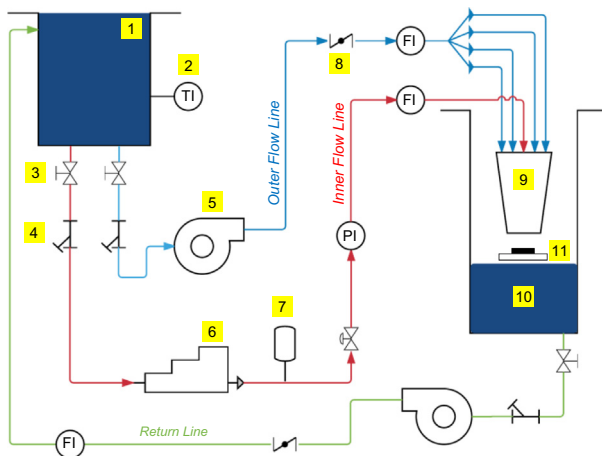 1
2
TI
3
4
5
6
7
8
FI
Outer Flow Line
Inner Flow Line
FI
PI
9
11
10
Return Line
FI